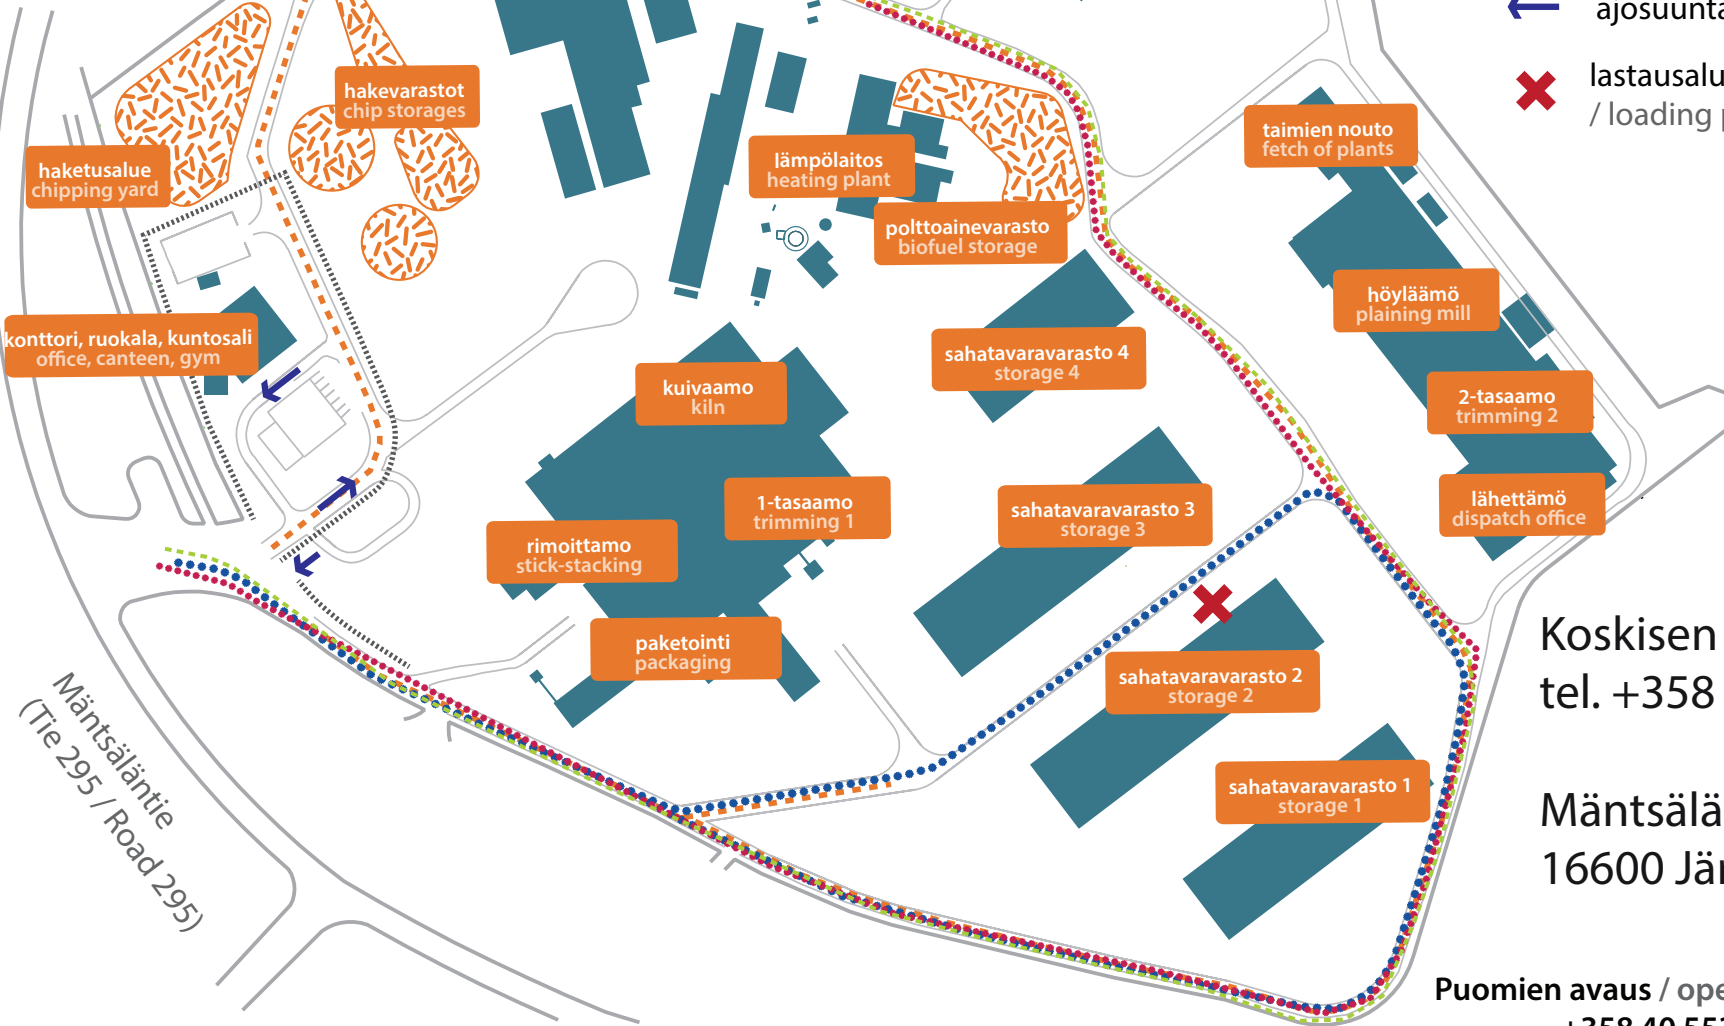 ajosuunta
lastausalu
/ loading p
hakevarastot
chip storages
haketusalue
chipping yard
lämpölaitos
heating plant
taimien nouto
fetch of plants
polttoainevarasto
biofuel storage
höyläämö
plaining mill
konttori, ruokala, kuntosali
office, canteen, gym
sahatavaravarasto 4
storage 4
kuivaamo
kiln
2-tasaamo
trimming 2
1-tasaamo
trimming 1
sahatavaravarasto 3
storage 3
lähettämö
dispatch office
rimoittamo
stick-stacking
paketointi
packaging
sahatavaravarasto 2
storage 2
sahatavaravarasto 1
storage 1
Mäntsäläntie
(Tie 295 / Road 295)
Koskisen
tel. +358
Mäntsälä
16600 Jär
Puomien avaus / ope
+358 40 557